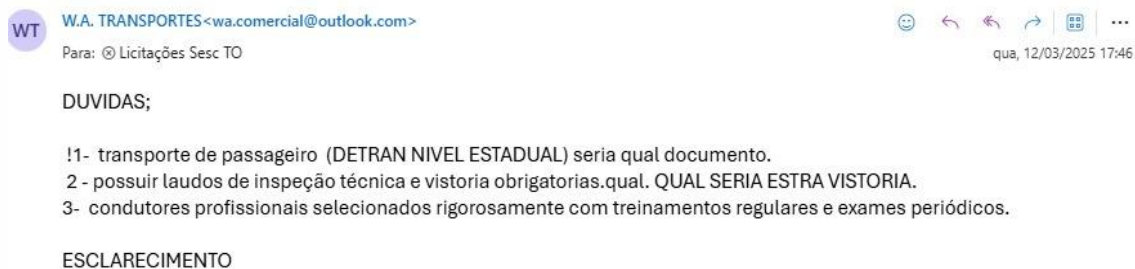 WT
W.A. TRANSPORTES<wa.comercial@outlook.com>
Para: Licitações Sesc TO
qua, 12/03/2025 17:46
DUVIDAS;
!1- transporte de passageiro (DETRAN NIVEL ESTADUAL) seria qual documento.
2 - possuir laudos de inspeção técnica e vistoria obrigatorias.qual. QUAL SERIA ESTRA VISTORIA.
3- condutores profissionais selecionados rigorosamente com treinamentos regulares e exames periódicos.
ESCLARECIMENTO